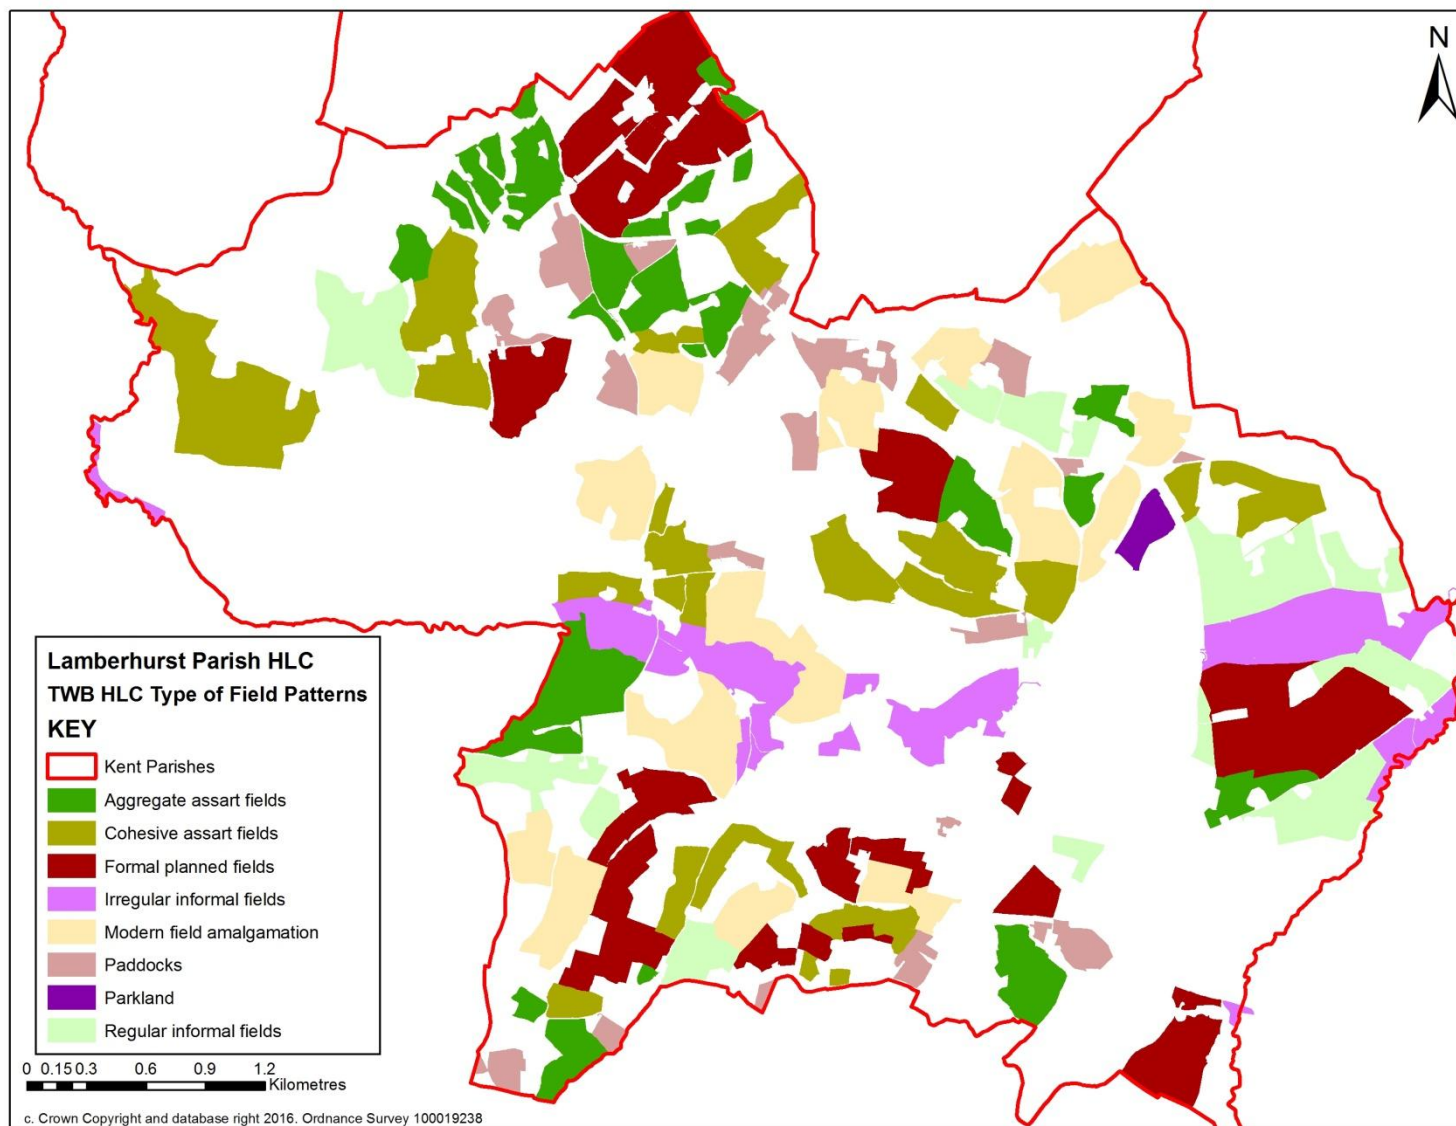 N
Lamberhurst Parish HLC
TWB HLC Type of Field Patterns
KEY
Kent Parishes
Aggregate assart fields
Cohesive assart fields
Formal planned fields
Irregular informal fields
Modern field amalgamation
Paddocks
Parkland
Regular informal fields
0 0.15 0.3 0.6 0.9 1.2
Kilometres
c. Crown Copyright and database right 2016. Ordnance Survey 100019238